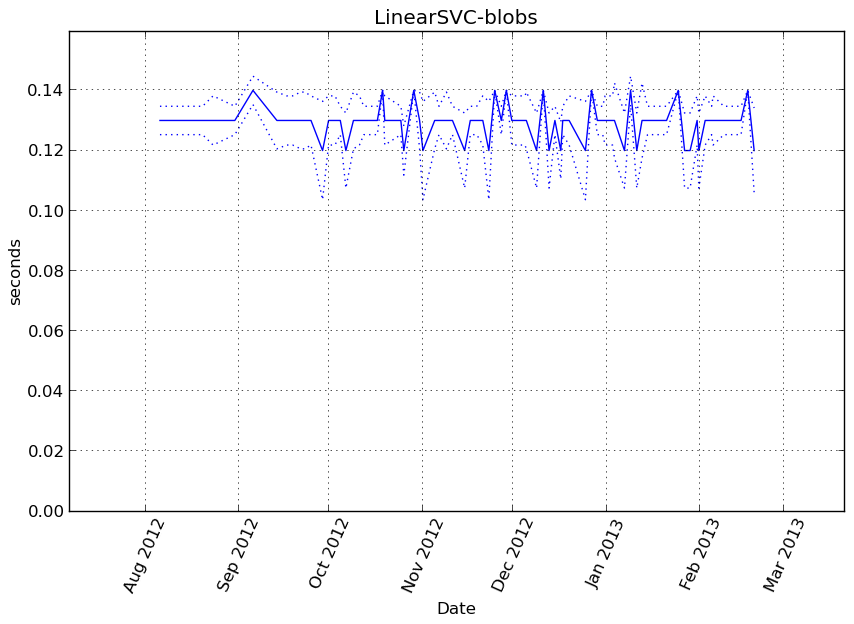 LinearSVC-blobs
0.14
0.12
0.10
0.08
0.06
0.04
0.02
0.00
seconds
Aug 2012
Sep 2012
Oct 2012
Nov 2012
Dec 2012
Jan 2013
Feb 2013
Mar 2013
Date